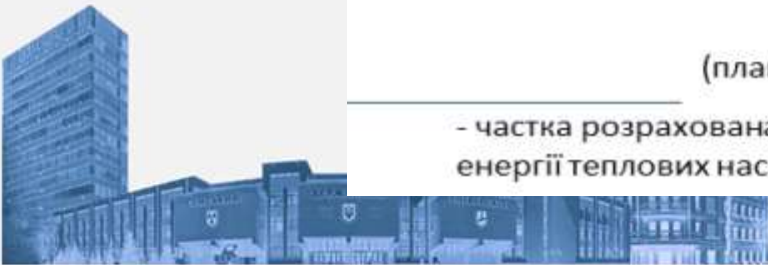 (пла
- частка розрахована
енергії теплових нас